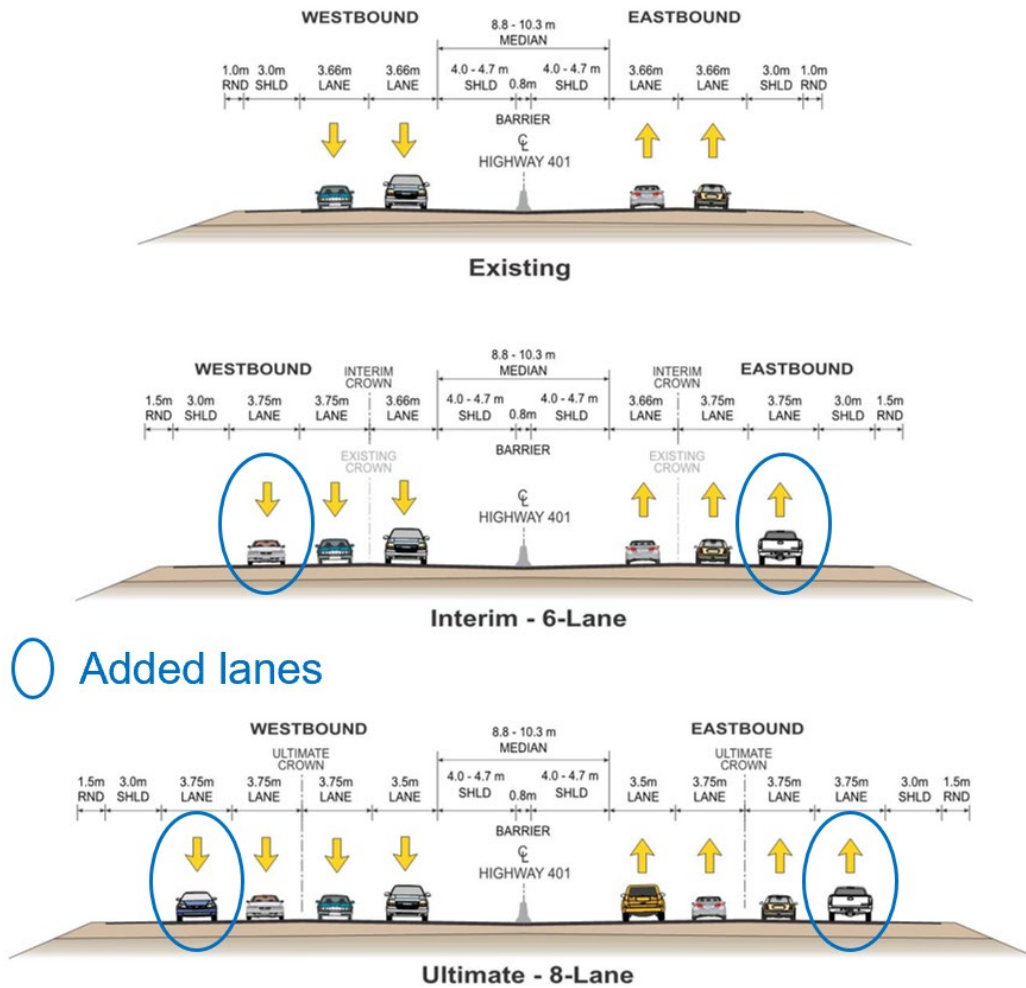 WESTBOUND EASTBOUND
8.8 - 10.3 m
MEDIAN
1.0m 3.0m 3.66m 3.66m 4.0 - 4.7 m 4.0 - 4.7 m 3.66m 3.66m 3.0m 1.0m
RND SHLD LANE LANE SHLD 0.8m SHLD LANE LANE SHLD RND
BARRIER
℄
HIGHWAY 401
Existing
8.8 - 10.3 m
MEDIAN
WESTBOUND INTERIM INTERIM EASTBOUND
CROWN CROWN
1.5m 3.0m 3.75m 3.75m 3.66m 4.0 - 4.7 m 4.0 - 4.7 m 3.66m 3.75m 3.75m 3.0m 1.5m
RND SHLD LANE LANE LANE SHLD 0.8m SHLD LANE LANE LANE SHLD RND
BARRIER
EXISTING EXISTING
CROWN CROWN
℄
HIGHWAY 401
Interim - 6-Lane
Added lanes
WESTBOUND EASTBOUND
8.8 - 10.3 m
MEDIAN
ULTIMATE ULTIMATE
CROWN CROWN
1.5m 3.0m 3.75m 3.75m 3.75m 3.5m 4.0 - 4.7 m 4.0 - 4.7 m 3.5m 3.75m 3.75m 3.75m 3.0m 1.5m
RND SHLD LANE LANE LANE LANE SHLD 0.8m SHLD LANE LANE LANE LANE SHLD RND
BARRIER
℄
HIGHWAY 401
Ultimate - 8-Lane